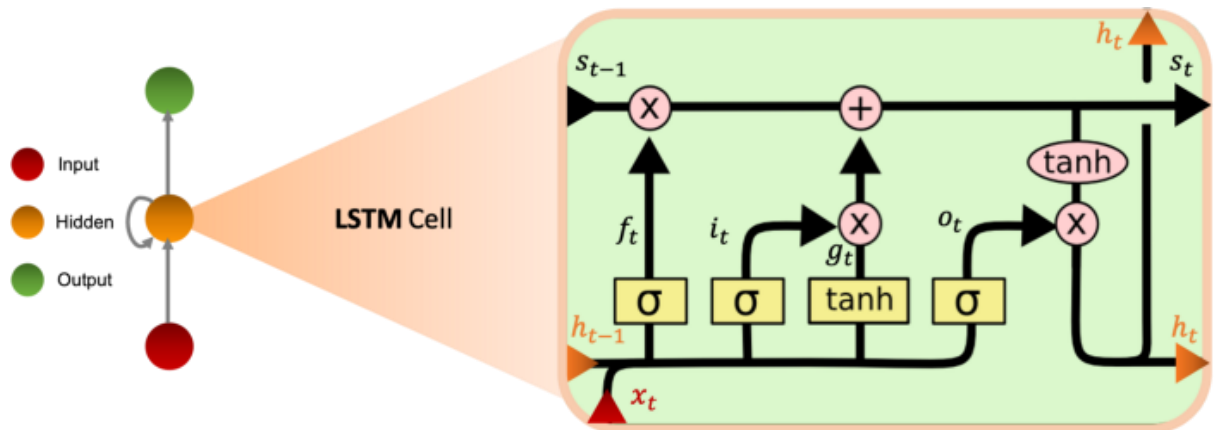 Input
Hidden
Output
LSTM Cell
h_t
s_{t-1}
s_t
x
+
tanh
f_t
i_t
x
o_t
x
g_t
σ
σ
tanh
σ
h_{t-1}
h_t
x_t